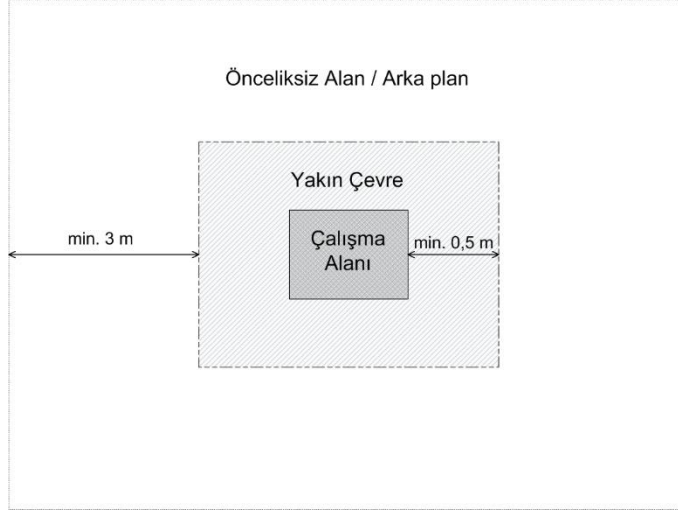 Önceliksiz Alan / Arka plan
Yakın Çevre
min. 3 m
Çalışma
Alanı
min. 0,5 m